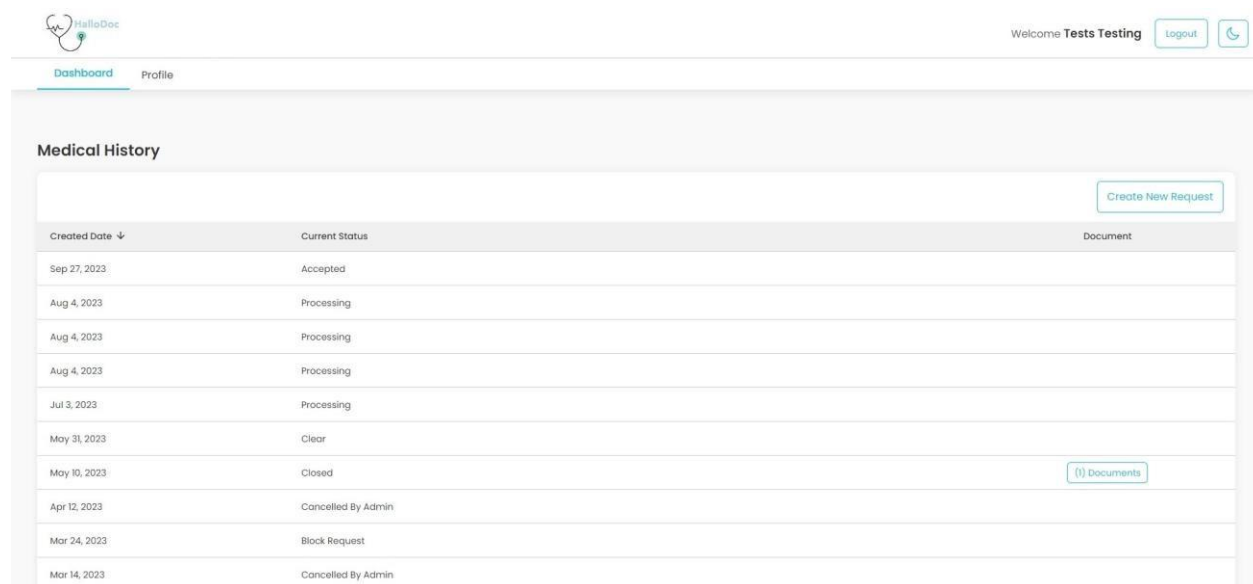 HalloDoc
Welcome Tests Testing Logout
Dashboard Profile
Medical History
Create New Request
Created Date Current Status Document
Sep 27, 2023 Accepted
Aug 4, 2023 Processing
Aug 4, 2023 Processing
Aug 4, 2023 Processing
Jul 3, 2023 Processing
May 31, 2023 Clear
May 10, 2023 Closed (1) Documents
Apr 12, 2023 Cancelled By Admin
Mar 24, 2023 Block Request
Mar 14, 2023 Cancelled By Admin